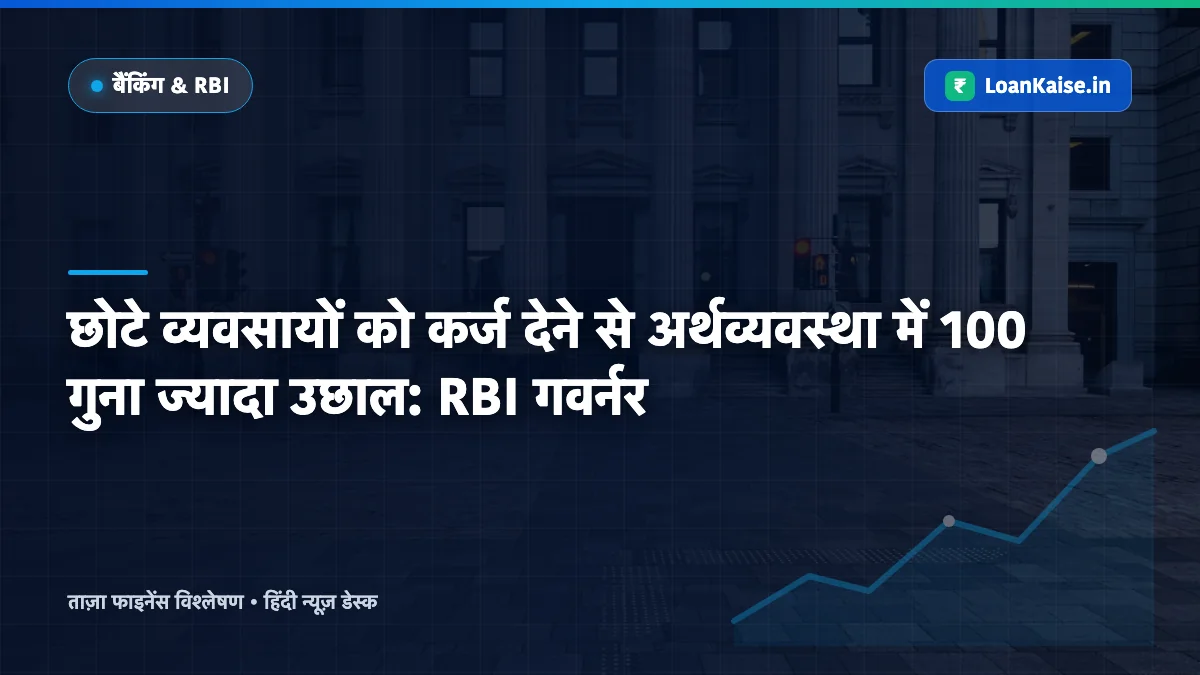 बैंकिंग & RBI
₹ LoanKaise.in
छोटे व्यवसायों को कर्ज देने से अर्थव्यवस्था में 100
गुना ज्यादा उछाल: RBI गवर्नर
ताज़ा फाइनेंस विश्लेषण • हिंदी न्यूज़ डेस्क